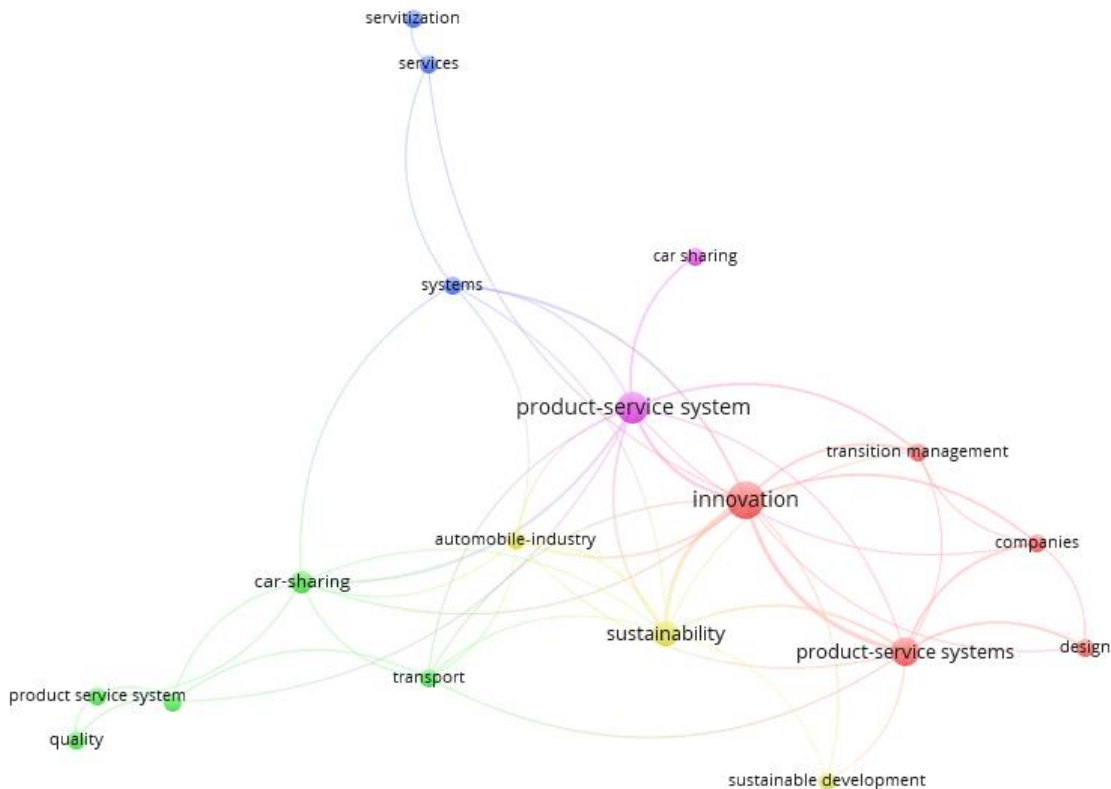 servitization
services
car sharing
systems
product-service system
transition management
innovation
automobile-industry
companies
car-sharing
sustainability
product-service systems
design
transport
product service system
quality
sustainable development